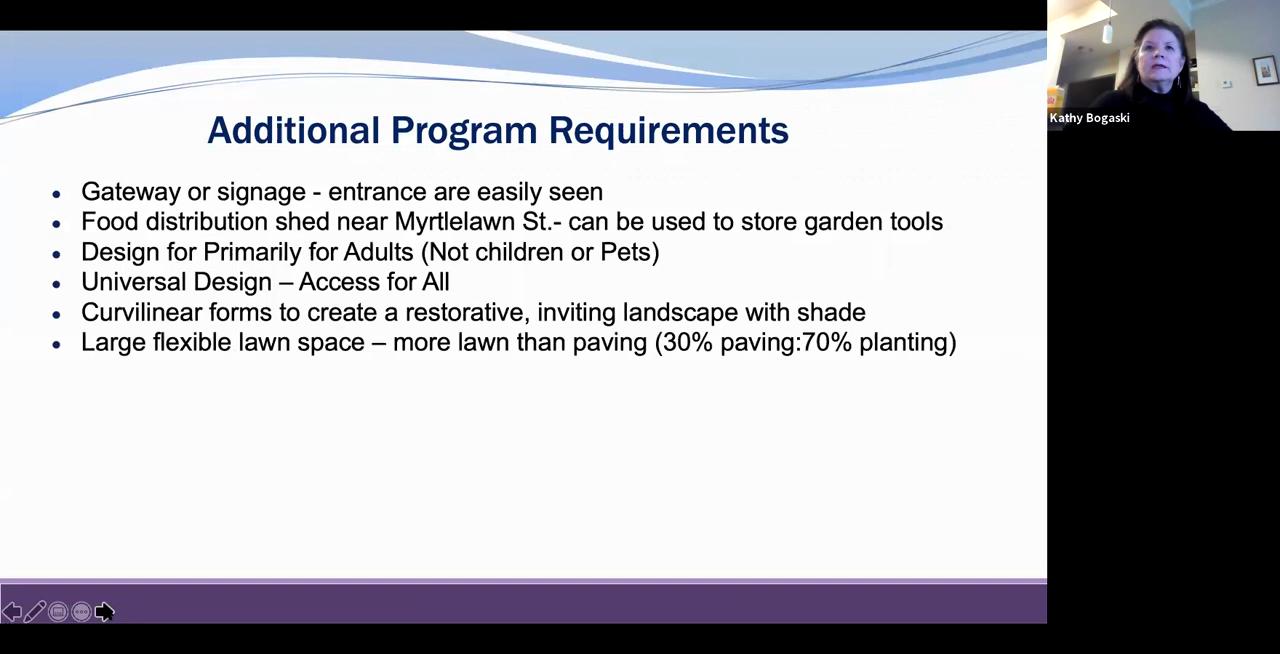 Additional Program Requirements
• Gateway or signage - entrance are easily seen
• Food distribution shed near Myrtlelawn St.- can be used to store garden tools
• Design for Primarily for Adults (Not children or Pets)
• Universal Design – Access for All
• Curvilinear forms to create a restorative, inviting landscape with shade
• Large flexible lawn space – more lawn than paving (30% paving:70% planting)
Kathy Bogaski